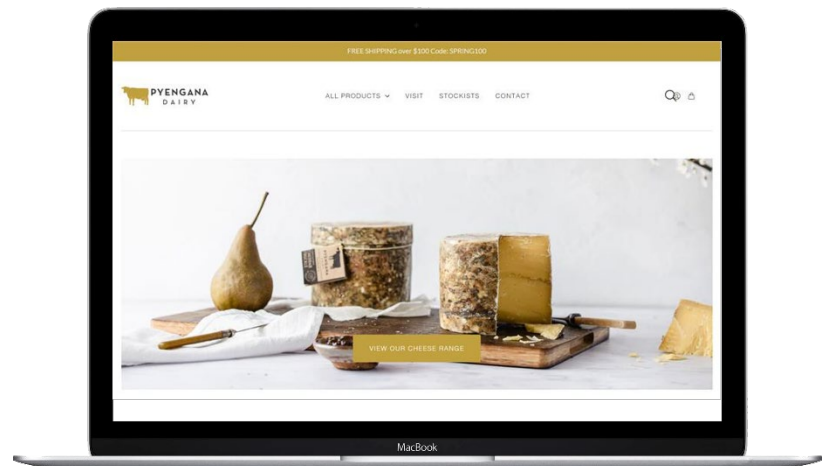 FREE SHIPPING over $100 Code: SPRING100
PYENGANA
DAIRY
ALL PRODUCTS
VISIT
STOCKISTS
CONTACT
VIEW OUR CHEESE RANGE
MacBook